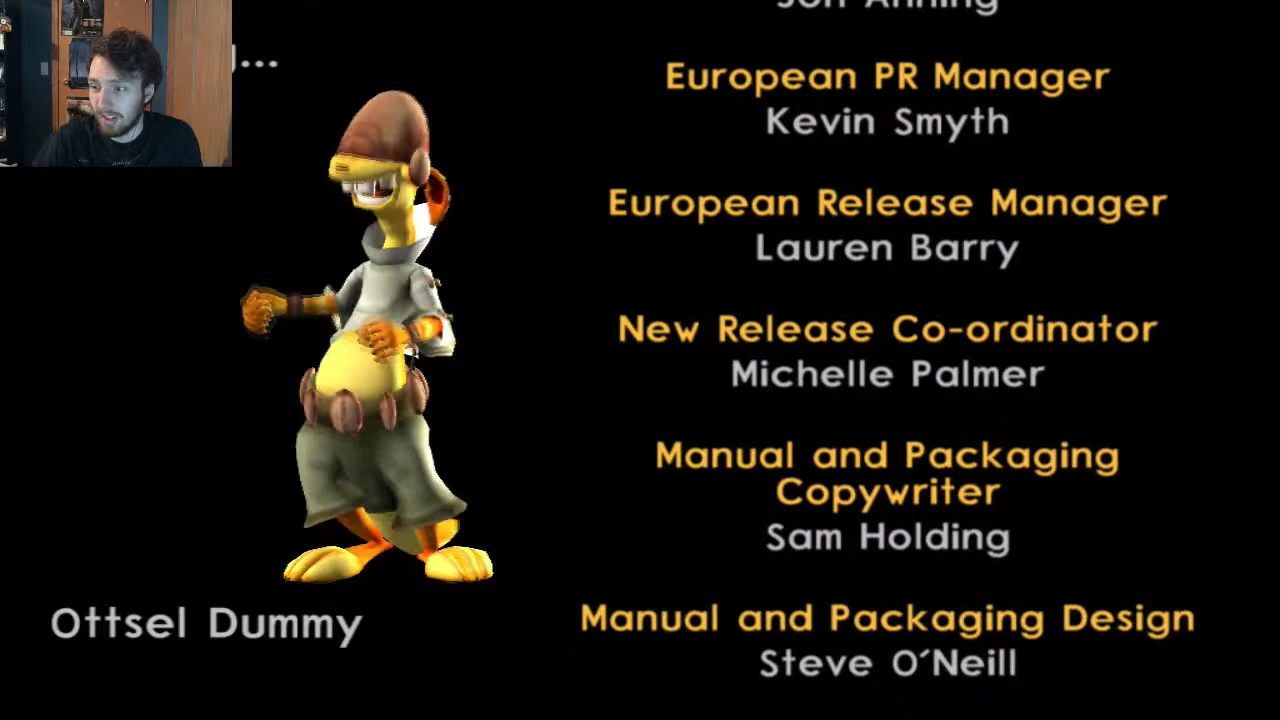 European PR Manager
Kevin Smyth
European Release Manager
Lauren Barry
New Release Co-ordinator
Michelle Palmer
Manual and Packaging
Copywriter
Sam Holding
Manual and Packaging Design
Steve O'Neill
Ottsel Dummy